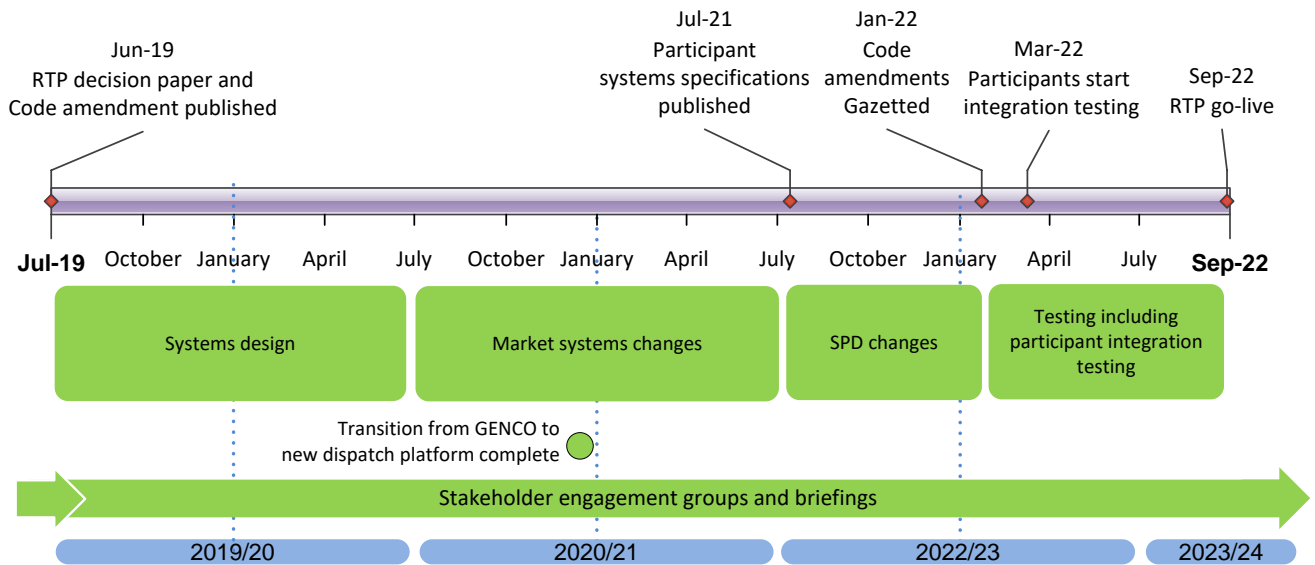 Jun-19
RTP decision paper and
Code amendment published
Jul-21
Participant
systems specifications
published
Jan-22
Code
amendments
Gazetted
Mar-22
Participants start
integration testing
Sep-22
RTP go-live
Jul-19 October January April July October January April July October January April July Sep-22
Systems design
Market systems changes
SPD changes
Testing including
participant integration
testing
Transition from GENCO to
new dispatch platform complete
Stakeholder engagement groups and briefings
2019/20 2020/21 2022/23 2023/24